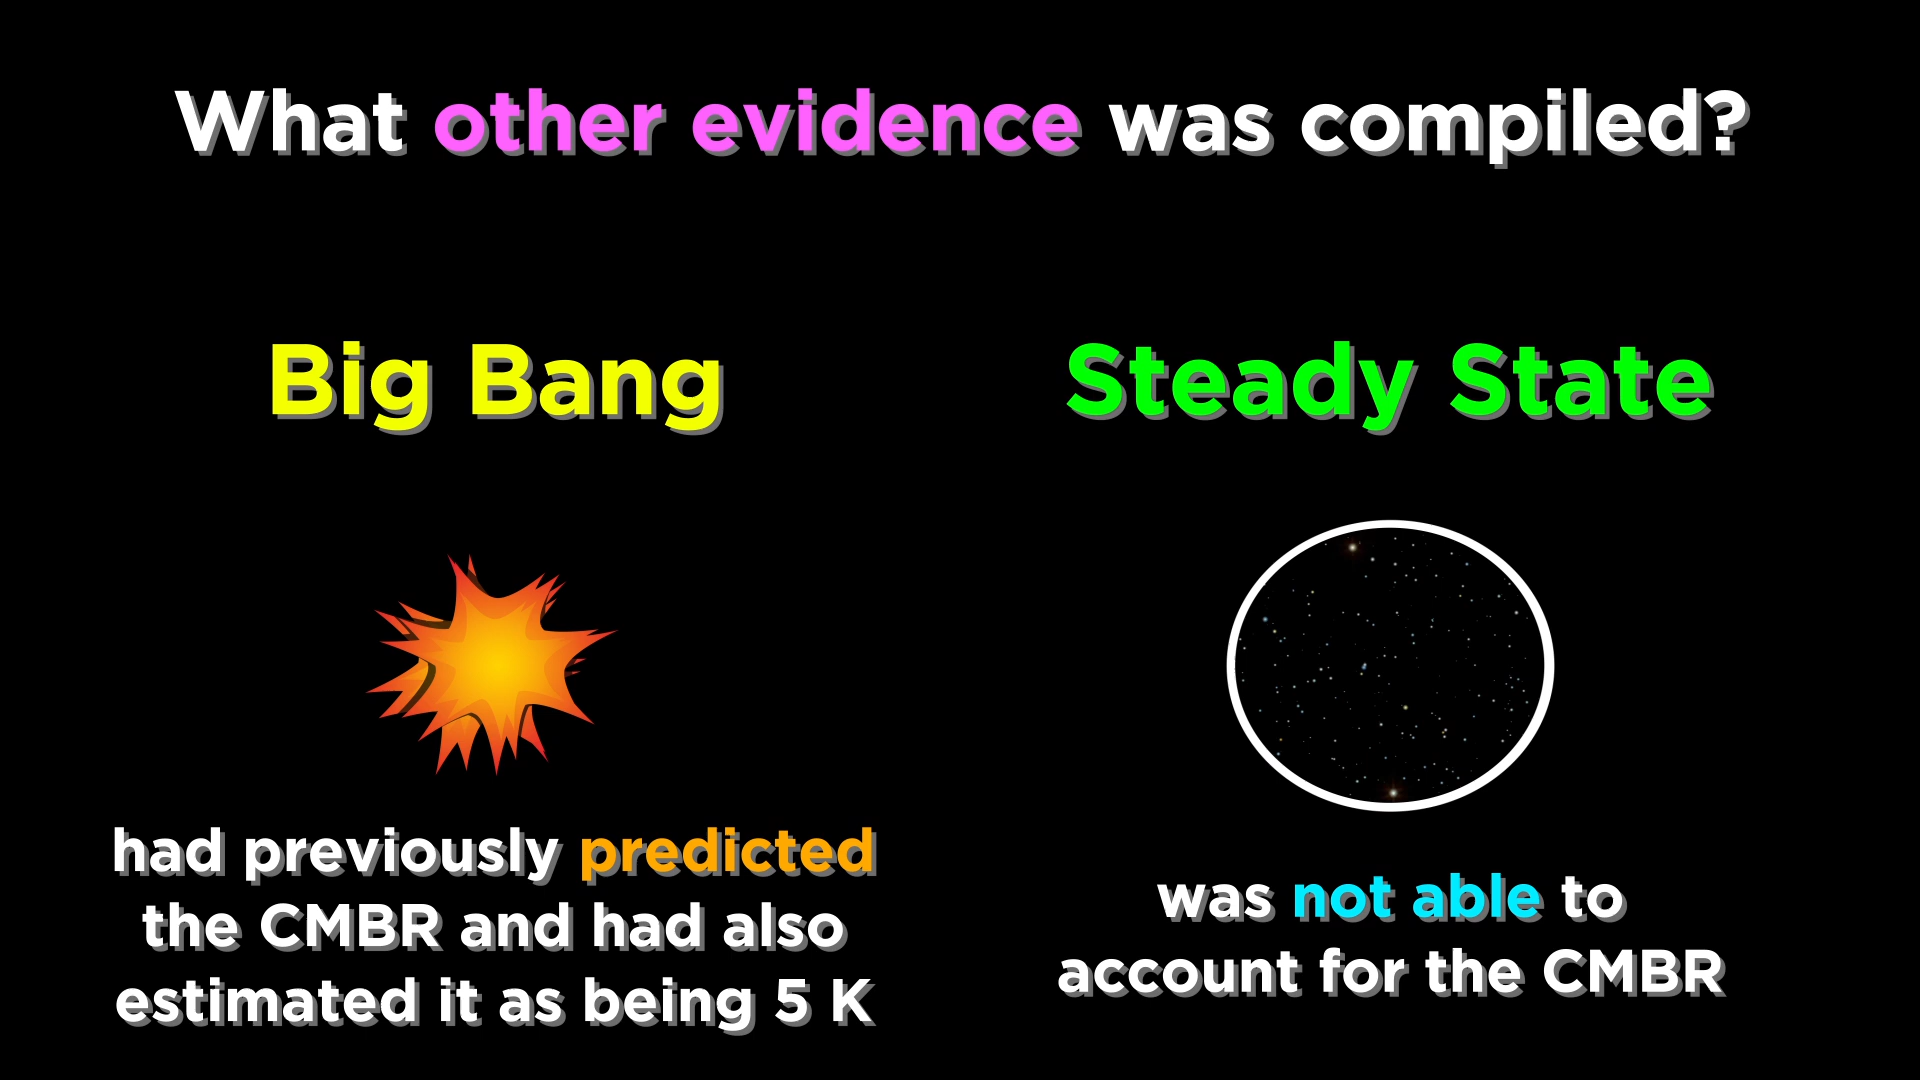 What other evidence was compiled?
Big Bang
Steady State
had previously predicted
the CMBR and had also
estimated it as being 5 K
was not able to
account for the CMBR